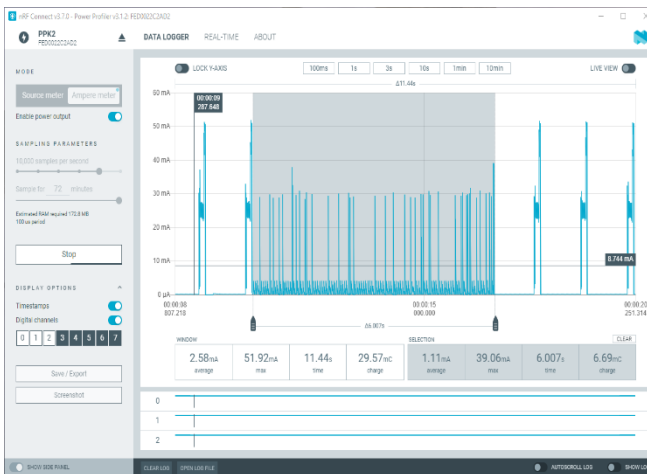 nRF Connect v3.7.0 - Power Profiler v3.1.2: FED0022C2AD2
PPK2
FED0022C2AD2
DATA LOGGER
REAL-TIME
ABOUT
MODE
Source meter
Ampere meter
Enable power output
SAMPLING PARAMETERS
10,000 samples per second
Sample for 72 minutes
Estimated RAM required 172.8 MB
100 us period
Stop
DISPLAY OPTIONS
Timestamps
Digital channels
0 1 2 3 4 5 6 7
Save / Export
Screenshot
SHOW SIDE PANEL
LOCK Y-AXIS
100ms
1s
3s
10s
1min
10min
LIVE VIEW
Δ11.44s
60 mA
50 mA
40 mA
30 mA
20 mA
10 mA
0 µA
00:00:09
287.648
8.744 mA
00:00:08
807.218
00:00:15
000.000
00:00:20
251.314
Δ6.007s
WINDOW
2.58mA average
51.92mA max
11.44s time
29.57mC charge
SELECTION
CLEAR
1.11mA average
39.06mA max
6.007s time
6.69mC charge
0
1
2
CLEAR LOG
OPEN LOG FILE
AUTOSCROLL LOG
SHOW LO